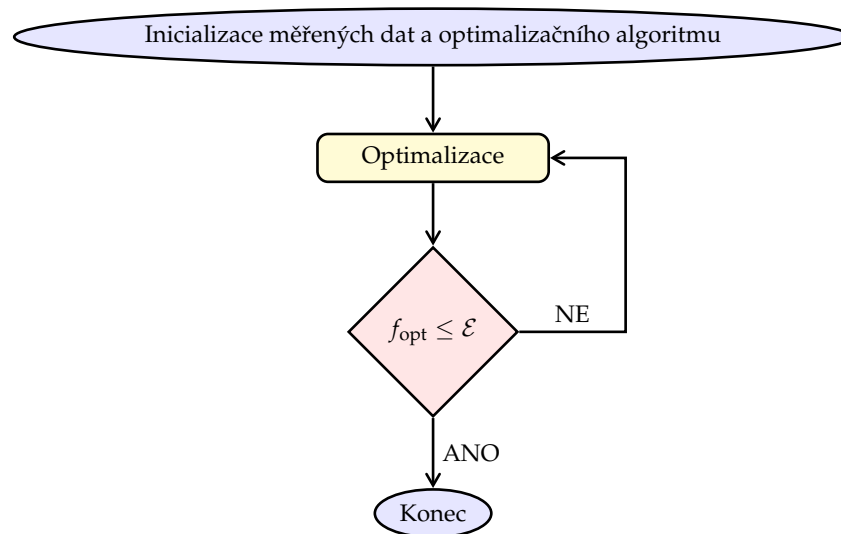 Inicializace měřených dat a optimalizačního algoritmu
Optimalizace
f_opt ≤ ℰ
NE
ANO
Konec